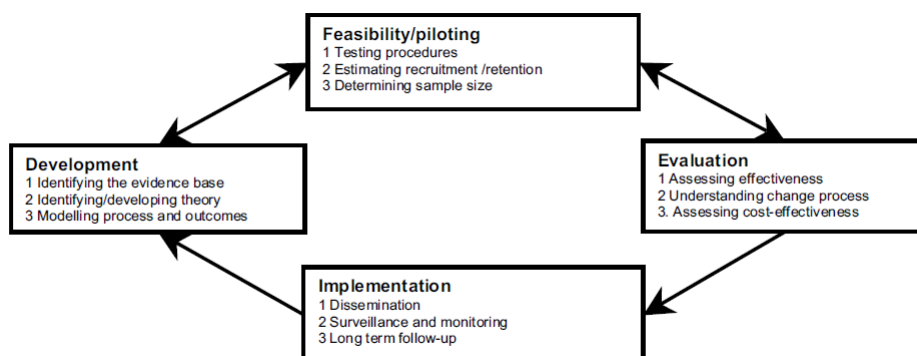 Feasibility/piloting
1 Testing procedures
2 Estimating recruitment /retention
3 Determining sample size
Development
1 Identifying the evidence base
2 Identifying/developing theory
3 Modelling process and outcomes
Evaluation
1 Assessing effectiveness
2 Understanding change process
3. Assessing cost-effectiveness
Implementation
1 Dissemination
2 Surveillance and monitoring
3 Long term follow-up